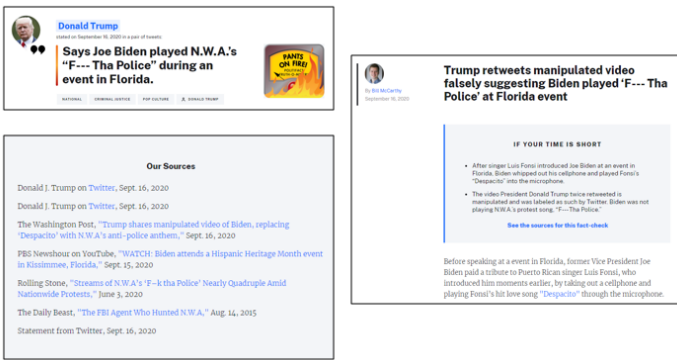 Donald Trump
stated on September 16, 2020 in a pair of tweets:
Says Joe Biden played N.W.A.’s
“F--- Tha Police” during an
event in Florida.
PANTS
ON FIRE!
NATIONAL
CRIMINAL JUSTICE
POP CULTURE
DONALD TRUMP
Our Sources
Donald J. Trump on Twitter, Sept. 16, 2020
Donald J. Trump on Twitter, Sept. 16, 2020
The Washington Post, "Trump shares manipulated video of Biden, replacing
‘Despacito’ with N.W.A’s anti-police anthem," Sept. 16, 2020
PBS Newshour on YouTube, "WATCH: Biden attends a Hispanic Heritage Month event
in Kissimmee, Florida," Sept. 15, 2020
Rolling Stone, "Streams of N.W.A’s ‘F–k tha Police’ Nearly Quadruple Amid
Nationwide Protests," June 3, 2020
The Daily Beast, "The FBI Agent Who Hunted N.W.A," Aug. 14, 2015
Statement from Twitter, Sept. 16, 2020
By Bill McCarthy
September 16, 2020
Trump retweets manipulated video
falsely suggesting Biden played ‘F--- Tha
Police’ at Florida event
IF YOUR TIME IS SHORT
• After singer Luis Fonsi introduced Joe Biden at an event in
Florida, Biden whipped out his cellphone and played Fonsi’s
“Despacito” into the microphone.
• The video President Donald Trump twice retweeted is
manipulated and was labeled as such by Twitter. Biden was not
playing N.W.A.’s protest song, “F---Tha Police.”
See the sources for this fact-check
Before speaking at a event in Florida, former Vice President Joe
Biden paid a tribute to Puerto Rican singer Luis Fonsi, who
introduced him moments earlier, by taking out a cellphone and
playing Fonsi’s hit love song "Despacito" through the microphone.